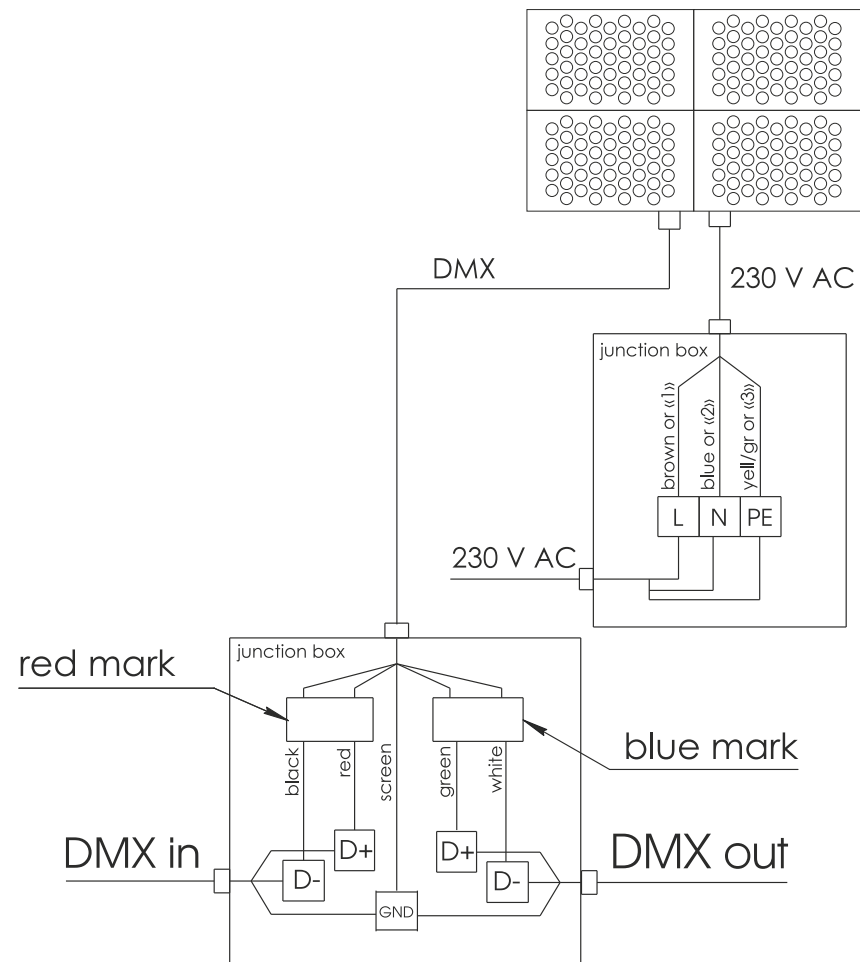 DMX
230 V AC
junction box
brown or «1»
blue or «2»
yell/gr or «3»
L N PE
230 V AC
junction box
red mark
blue mark
black
red
screen
green
white
DMX in
D+
D-
GND
D+
D-
DMX out